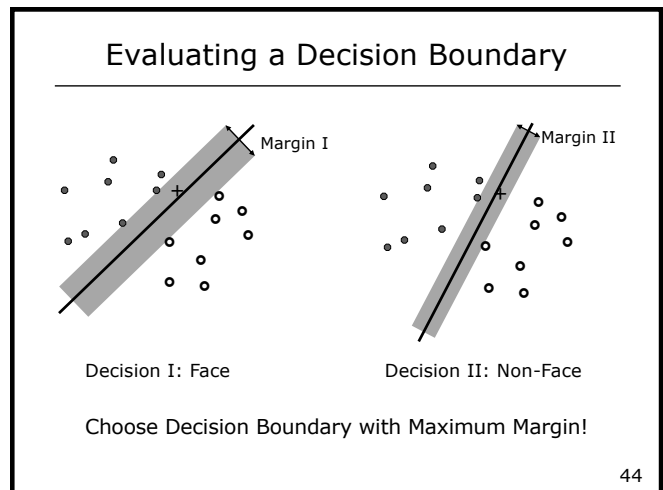 Evaluating a Decision Boundary
Margin I
Margin II
Decision I: Face
Decision II: Non-Face
Choose Decision Boundary with Maximum Margin!
44